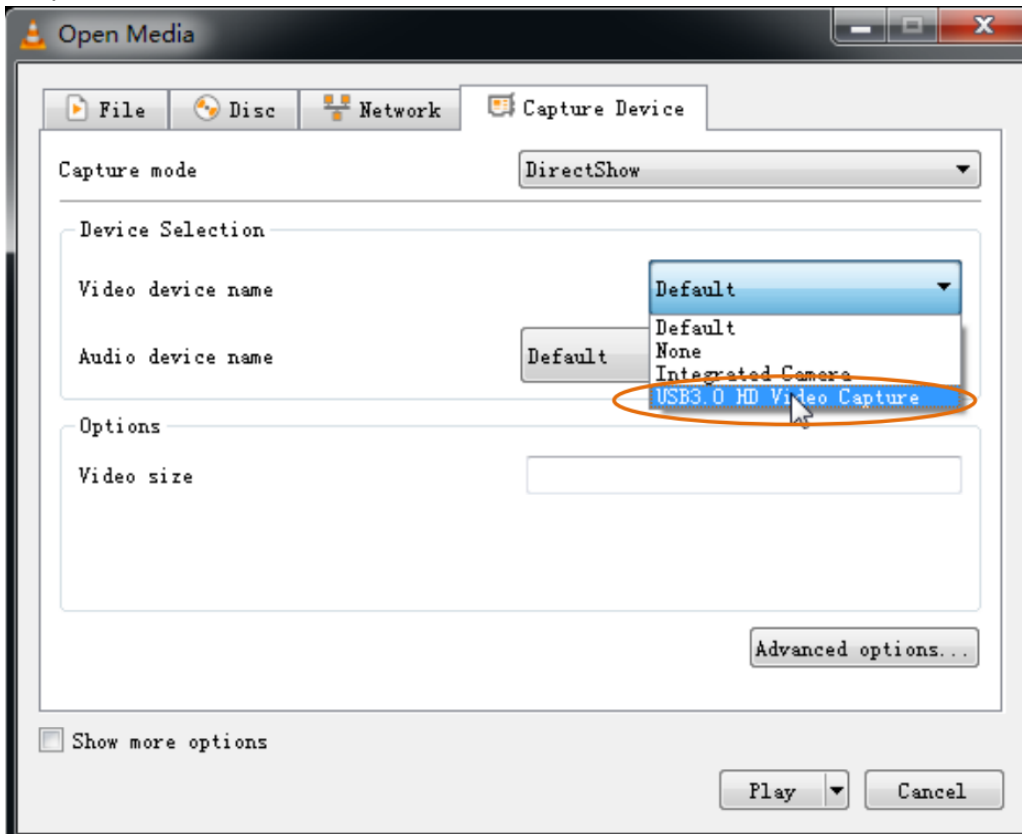 Open Media
File Disc Network Capture Device
Capture mode DirectShow
Device Selection
Video device name Default
Default
None
Audio device name Default
Integrated Camera
USB3.0 HD Video Capture
Options
Video size
Advanced options...
Show more options
Play Cancel